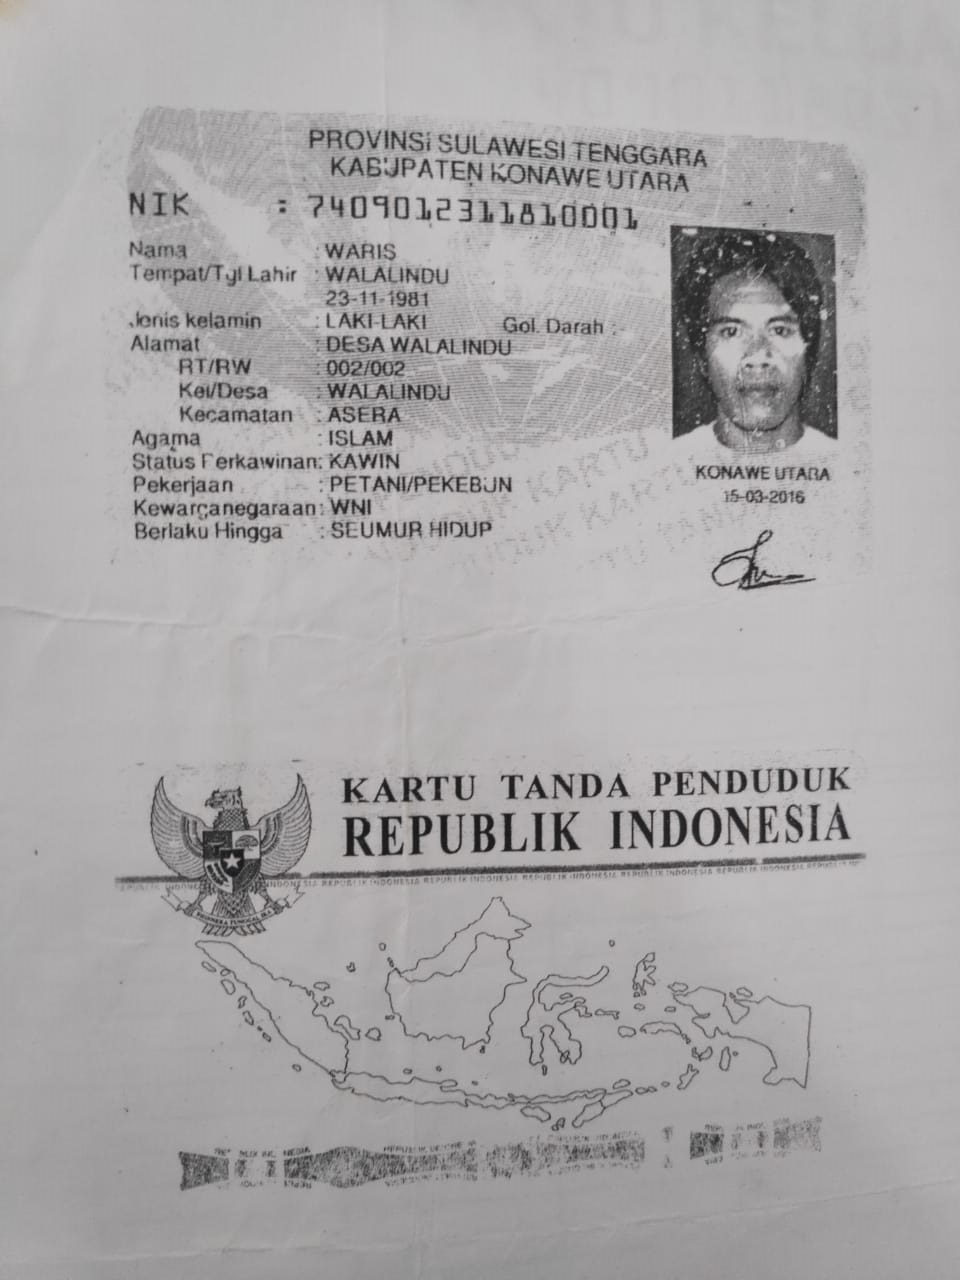 PROVINSI SULAWESI TENGGARA
KABUPATEN KONAWE UTARA
NIK : 7409012311810001
Nama : WARIS
Tempat/Tgl Lahir : WALALINDU
23-11-1981
Jenis kelamin : LAKI-LAKI Gol. Darah : -
Alamat : DESA WALALINDU
RT/RW : 002/002
Kel/Desa : WALALINDU
Kecamatan : ASERA
Agama : ISLAM
Status Perkawinan: KAWIN
Pekerjaan : PETANI/PEKEBUN
Kewarganegaraan: WNI
Berlaku Hingga : SEUMUR HIDUP
KONAWE UTARA
15-03-2016
KARTU TANDA PENDUDUK
REPUBLIK INDONESIA
INDONESIA REPUBLIK INDONESIA REPUBLIK INDONESIA REPUBLIK INDONESIA REPUBLIK INDONESIA
BHINNEKA TUNGGAL IKA